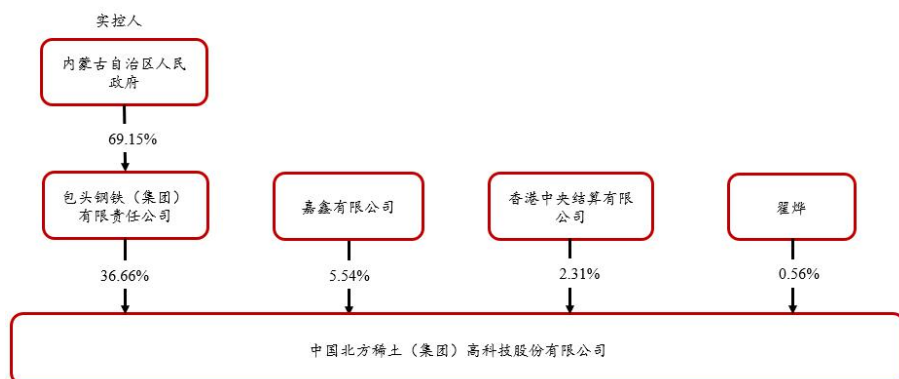 实控人
内蒙古自治区人民
政府
69.15%
包头钢铁（集团）
有限责任公司
嘉鑫有限公司
香港中央结算有限
公司
翟烨
36.66%
5.54%
2.31%
0.56%
中国北方稀土（集团）高科技股份有限公司